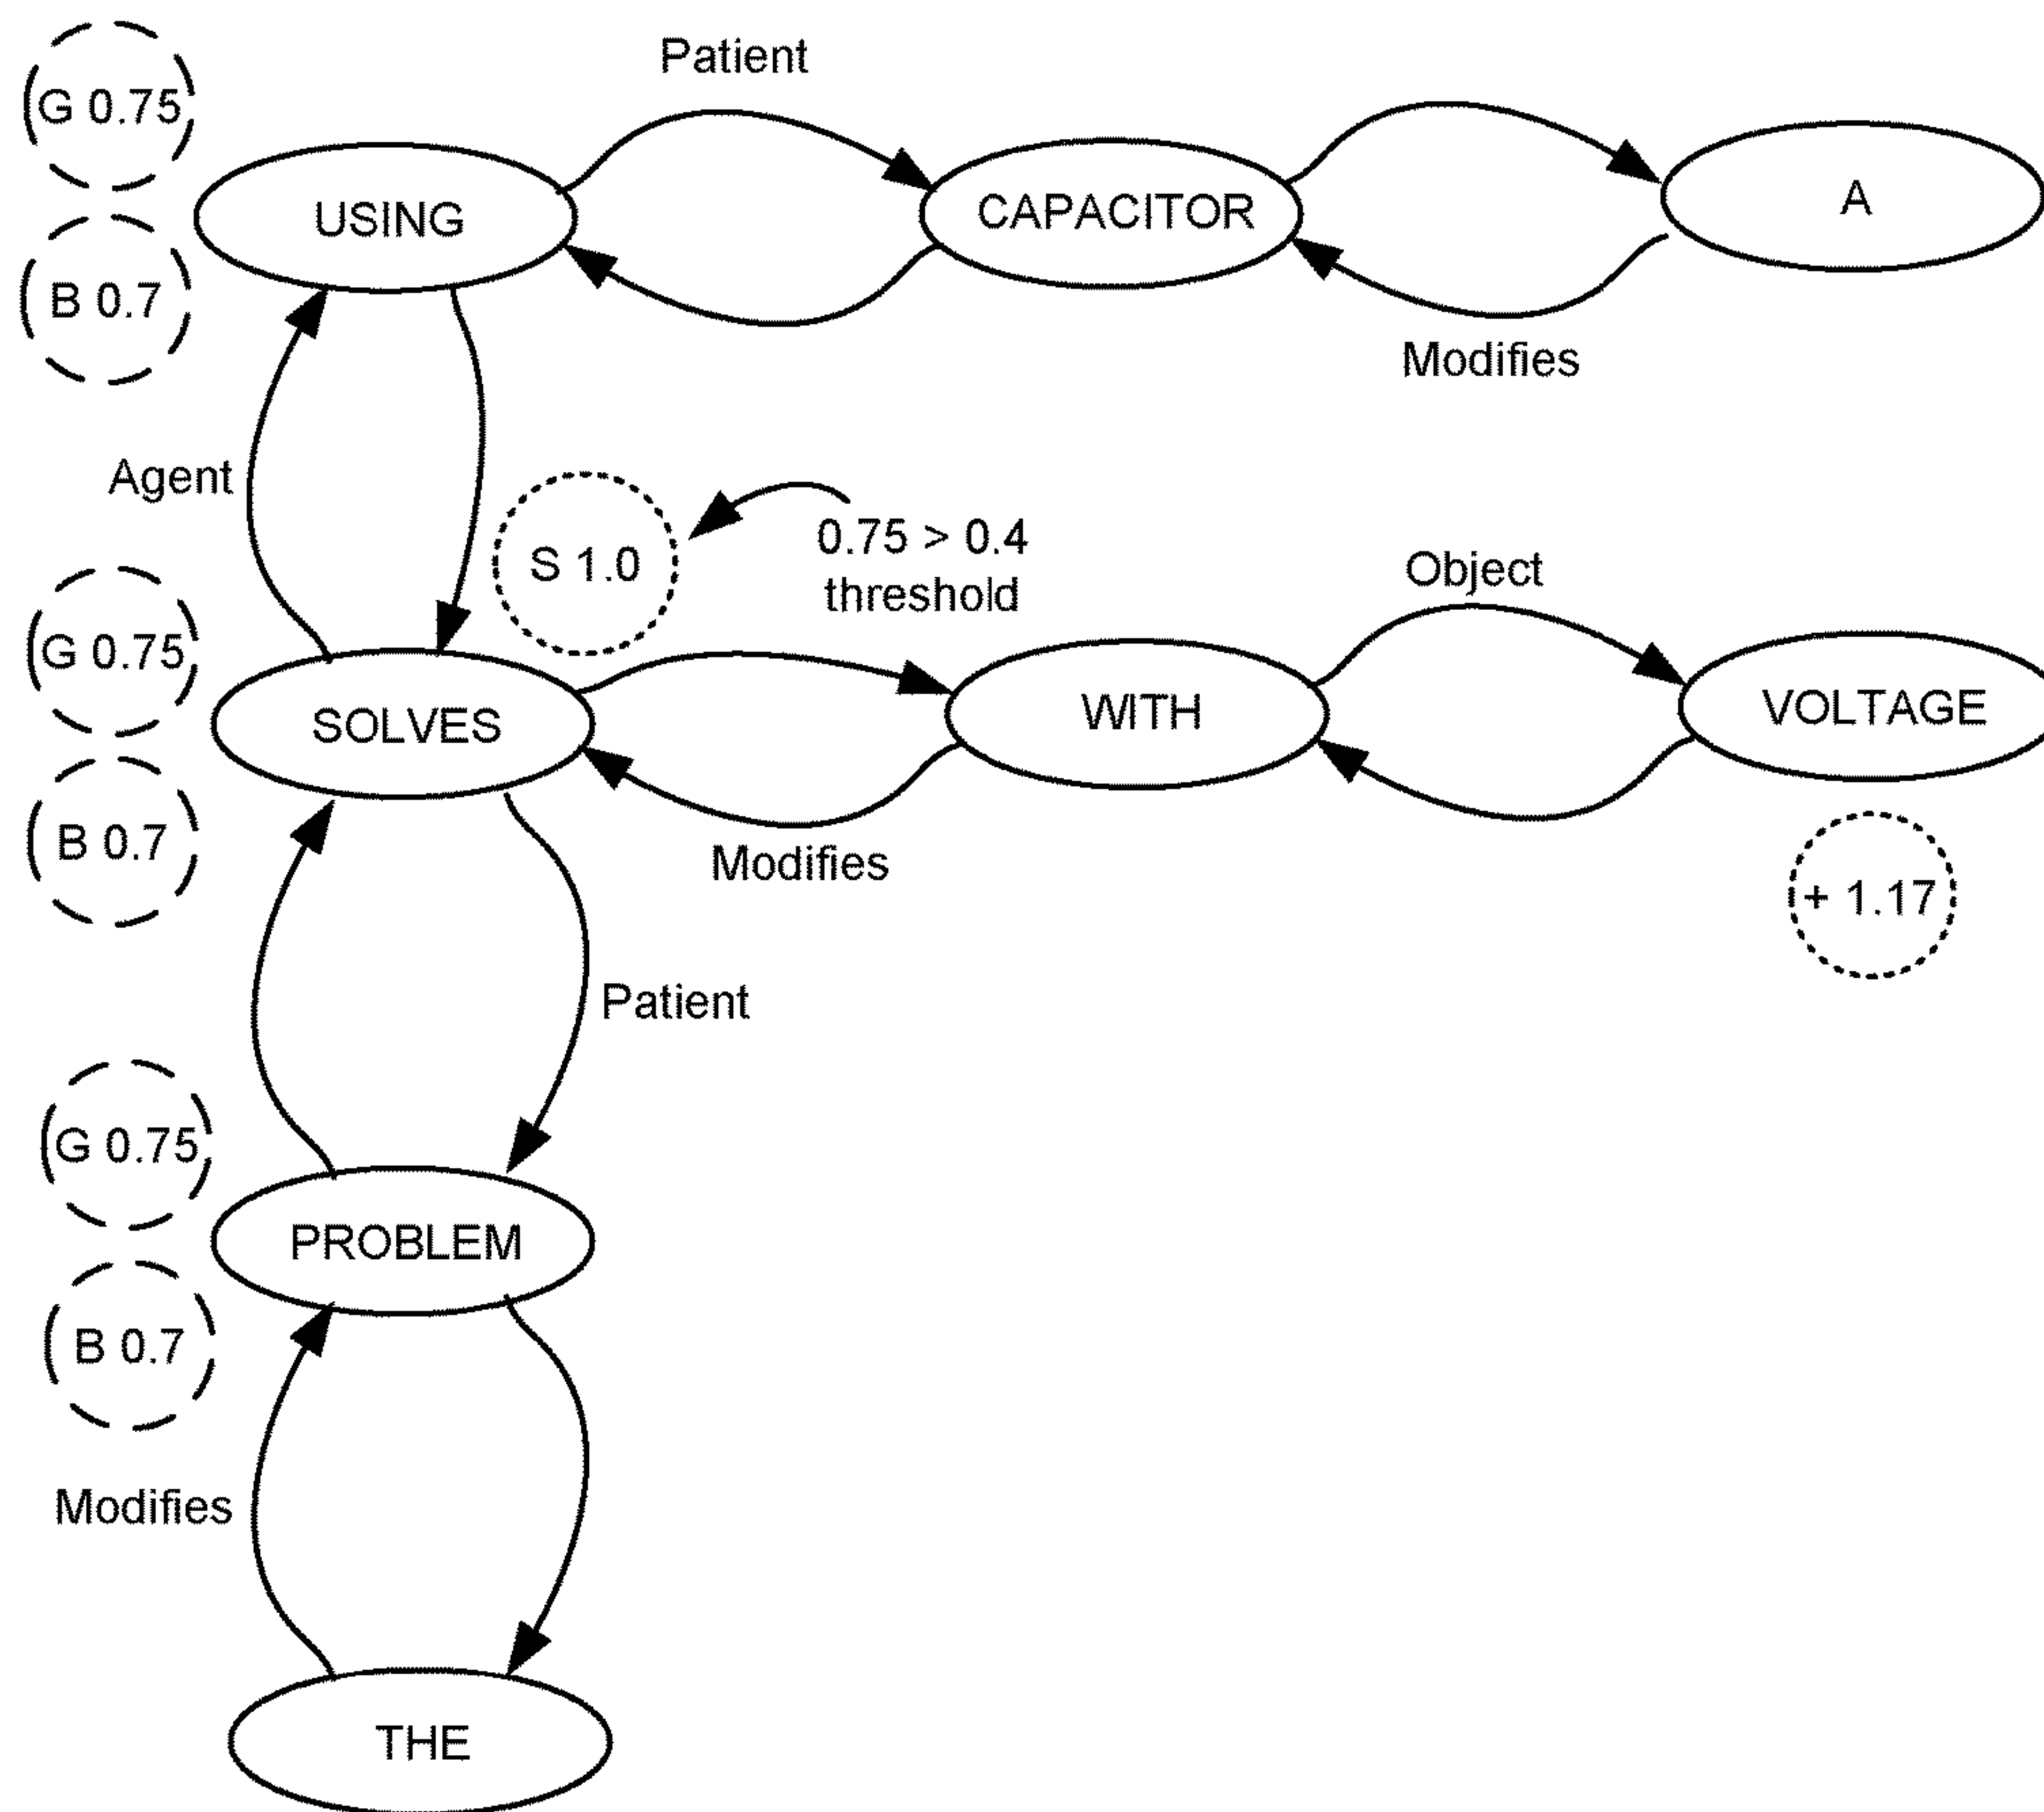 Patient
G 0.75
USING
CAPACITOR
A
B 0.7
Modifies
Agent
S 1.0
0.75 > 0.4
threshold
Object
G 0.75
SOLVES
WITH
VOLTAGE
B 0.7
Modifies
+ 1.17
Patient
G 0.75
PROBLEM
B 0.7
Modifies
THE